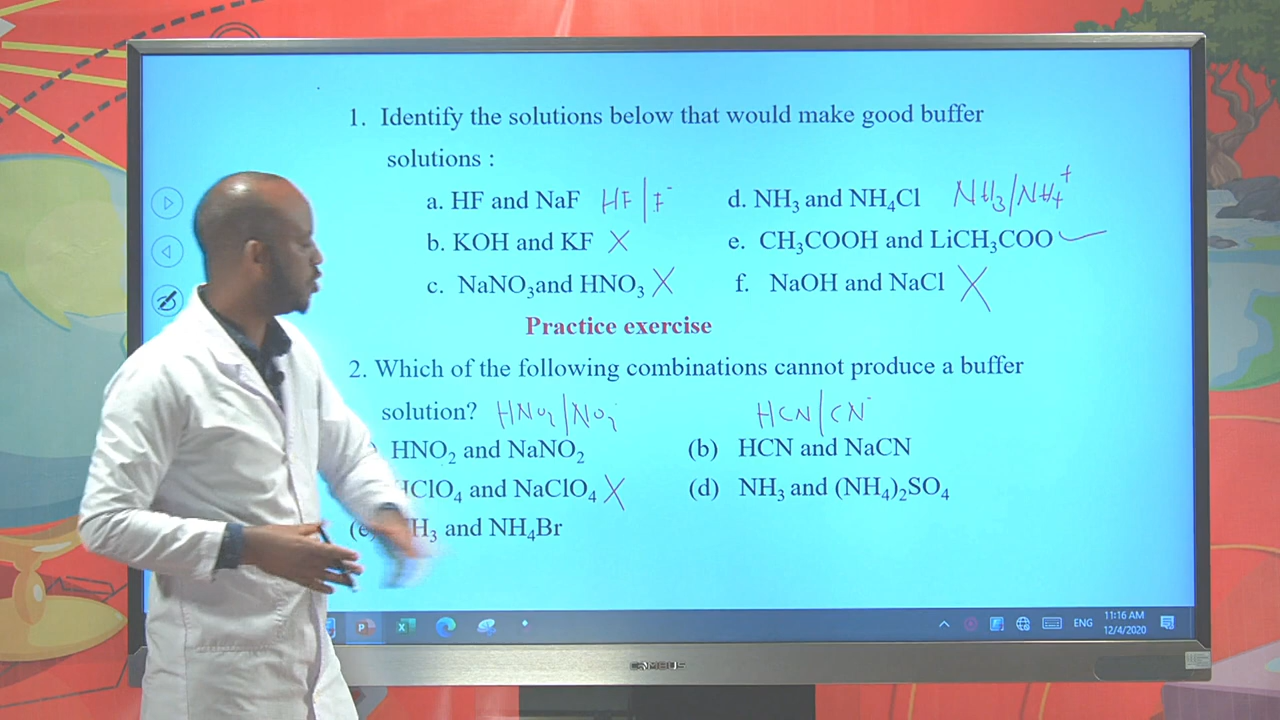 1. Identify the solutions below that would make good buffer
solutions :
a. HF and NaF HF/F⁻ d. NH₃ and NH₄Cl NH₃/NH₄⁺
b. KOH and KF X e. CH₃COOH and LiCH₃COO ✓
c. NaNO₃and HNO₃ X f. NaOH and NaCl X
Practice exercise
2. Which of the following combinations cannot produce a buffer
solution? HNO₂/NO₂⁻ HCN/CN⁻
) HNO₂ and NaNO₂ (b) HCN and NaCN
HClO₄ and NaClO₄ X (d) NH₃ and (NH₄)₂SO₄
(e) H₃ and NH₄Br
ENG
11:16 AM
12/4/2020